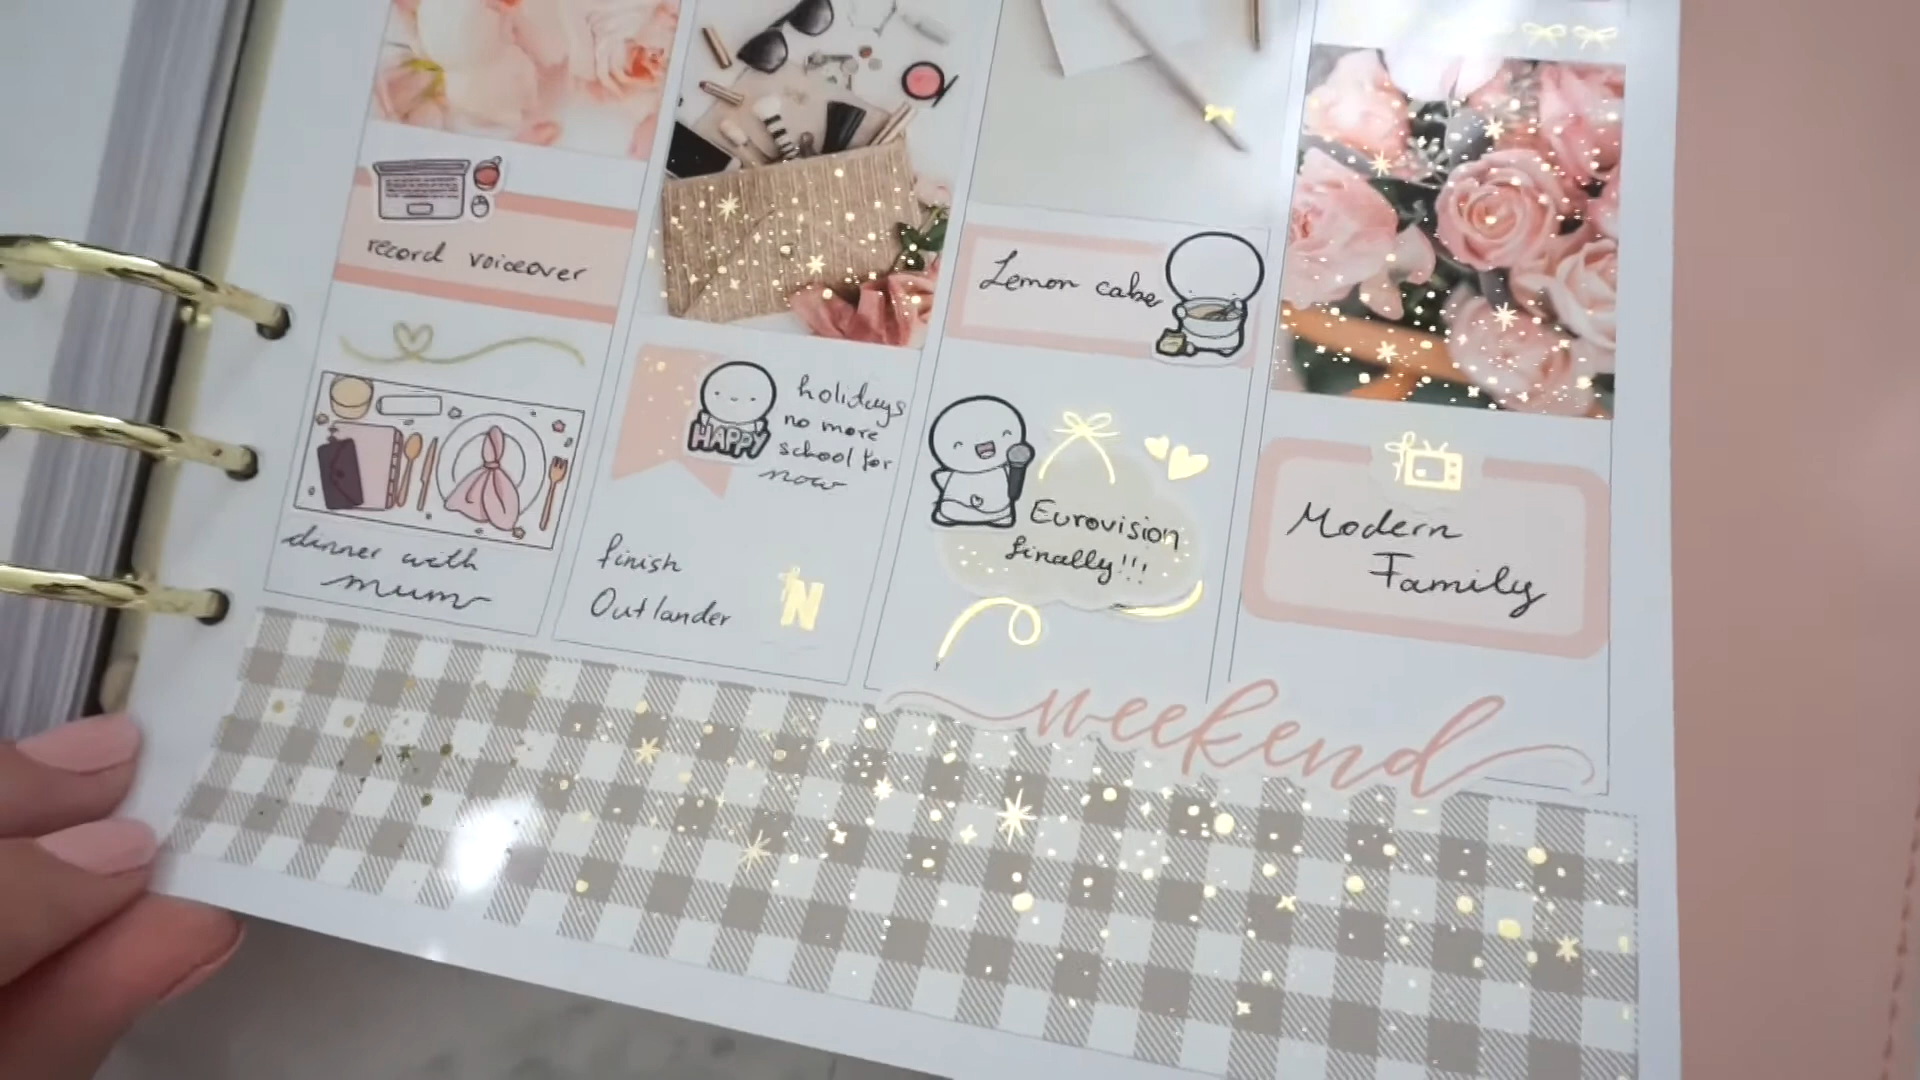 record voiceover
dinner with
mum
HAPPY
holidays
no more
school for
now
finish
Outlander
N
Lemon cake
Eurovision
finally!!!
Modern
Family
weekend